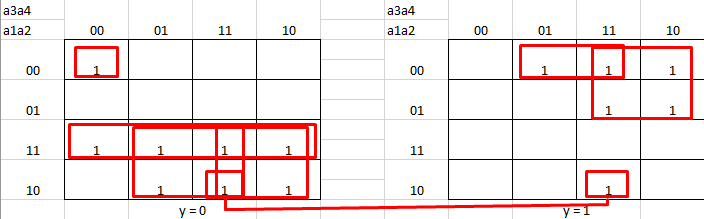 a3a4 a3a4
a1a2 00 01 11 10 a1a2 00 01 11 10
00 1 00 1 1 1
01 01 1 1
11 1 1 1 1 11
10 1 1 1 10 1
y = 0 y = 1